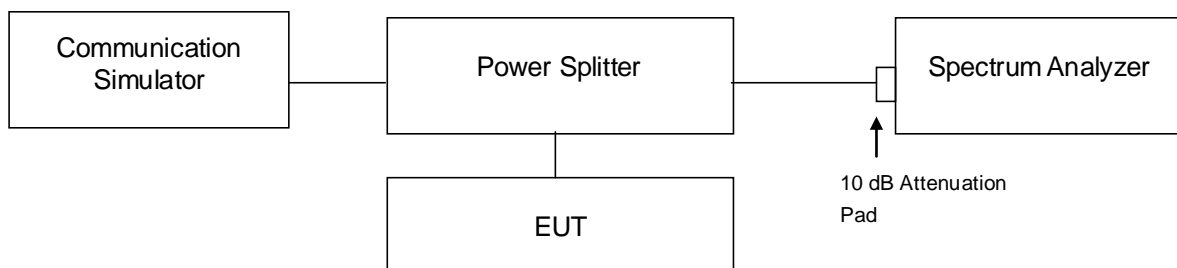 Communication
Simulator
Power Splitter
Spectrum Analyzer
10 dB Attenuation
Pad
EUT